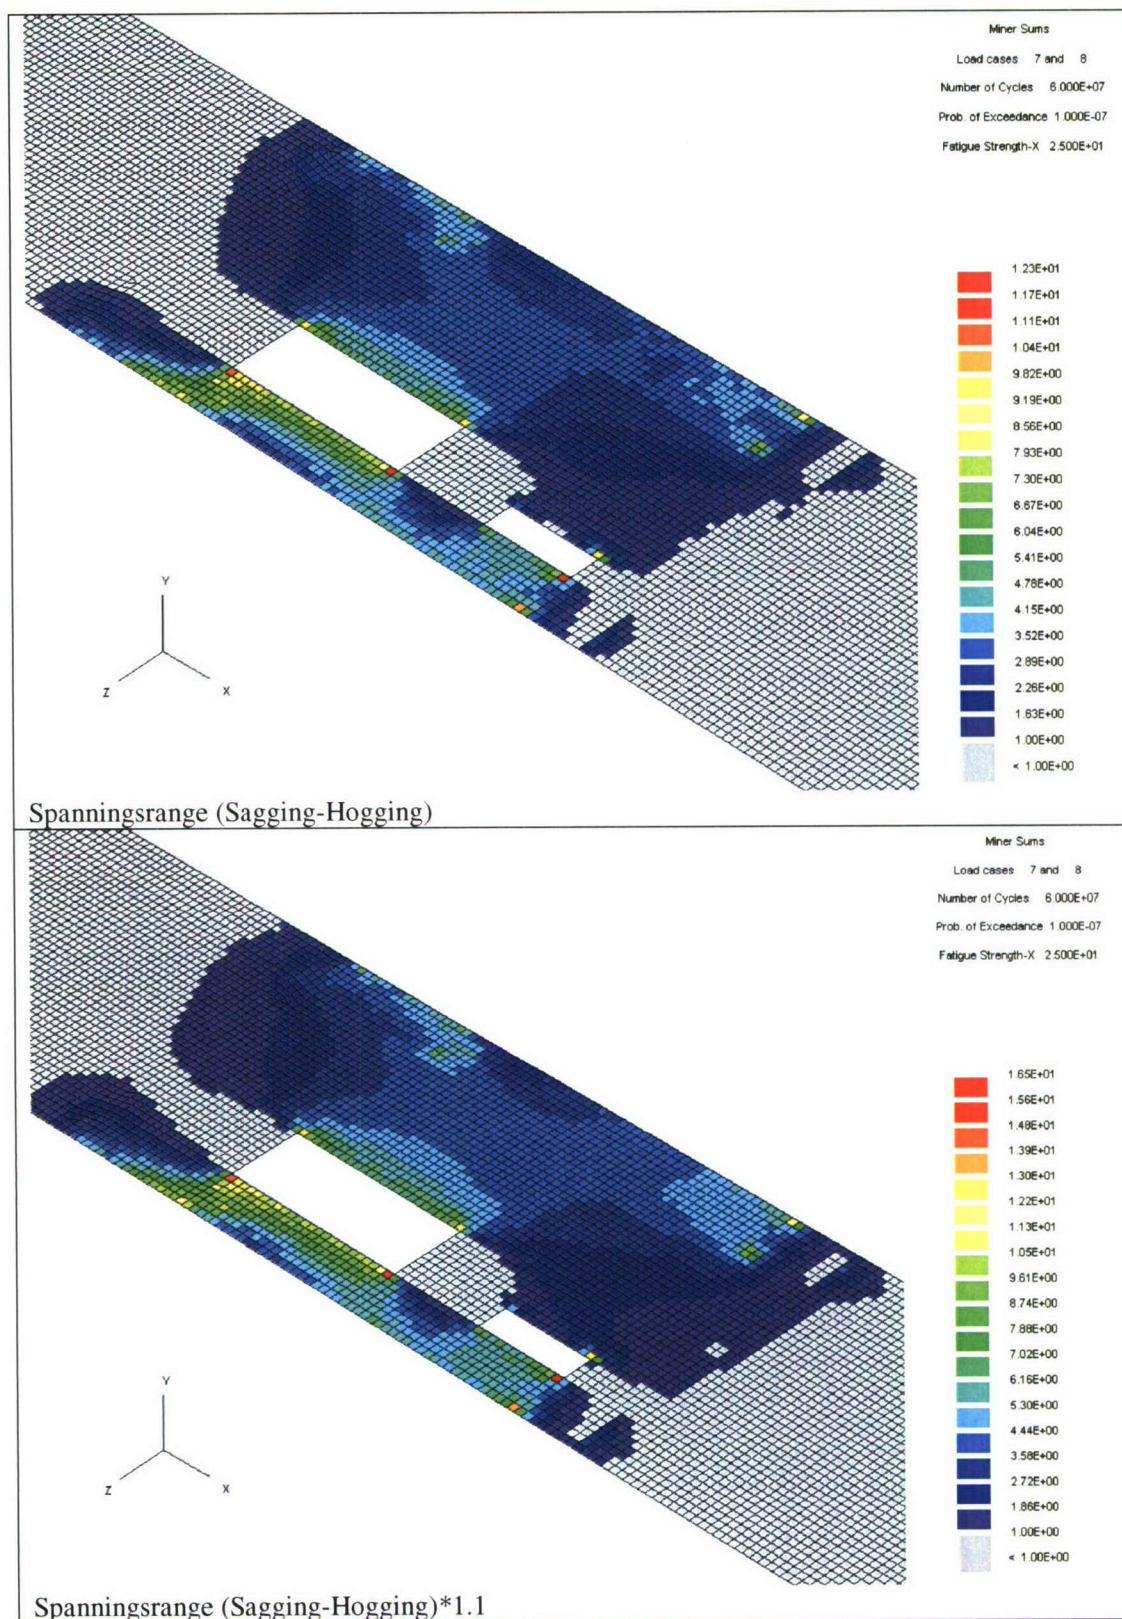 Miner Sums
Load cases 7 and 8
Number of Cycles 6.000E+07
Prob. of Exceedance 1.000E-07
Fatigue Strength-X 2.500E+01
1.23E+01
1.17E+01
1.11E+01
1.04E+01
9.82E+00
9.19E+00
8.56E+00
7.93E+00
7.30E+00
6.67E+00
6.04E+00
5.41E+00
4.78E+00
4.15E+00
3.52E+00
2.89E+00
2.26E+00
1.63E+00
1.00E+00
< 1.00E+00
Y
Z
X
Spanningsrange (Sagging-Hogging)
Miner Sums
Load cases 7 and 8
Number of Cycles 6.000E+07
Prob. of Exceedance 1.000E-07
Fatigue Strength-X 2.500E+01
1.65E+01
1.56E+01
1.48E+01
1.39E+01
1.30E+01
1.22E+01
1.13E+01
1.05E+01
9.61E+00
8.74E+00
7.88E+00
7.02E+00
6.16E+00
5.30E+00
4.44E+00
3.58E+00
2.72E+00
1.86E+00
1.00E+00
< 1.00E+00
Y
Z
X
Spanningsrange (Sagging-Hogging)*1.1